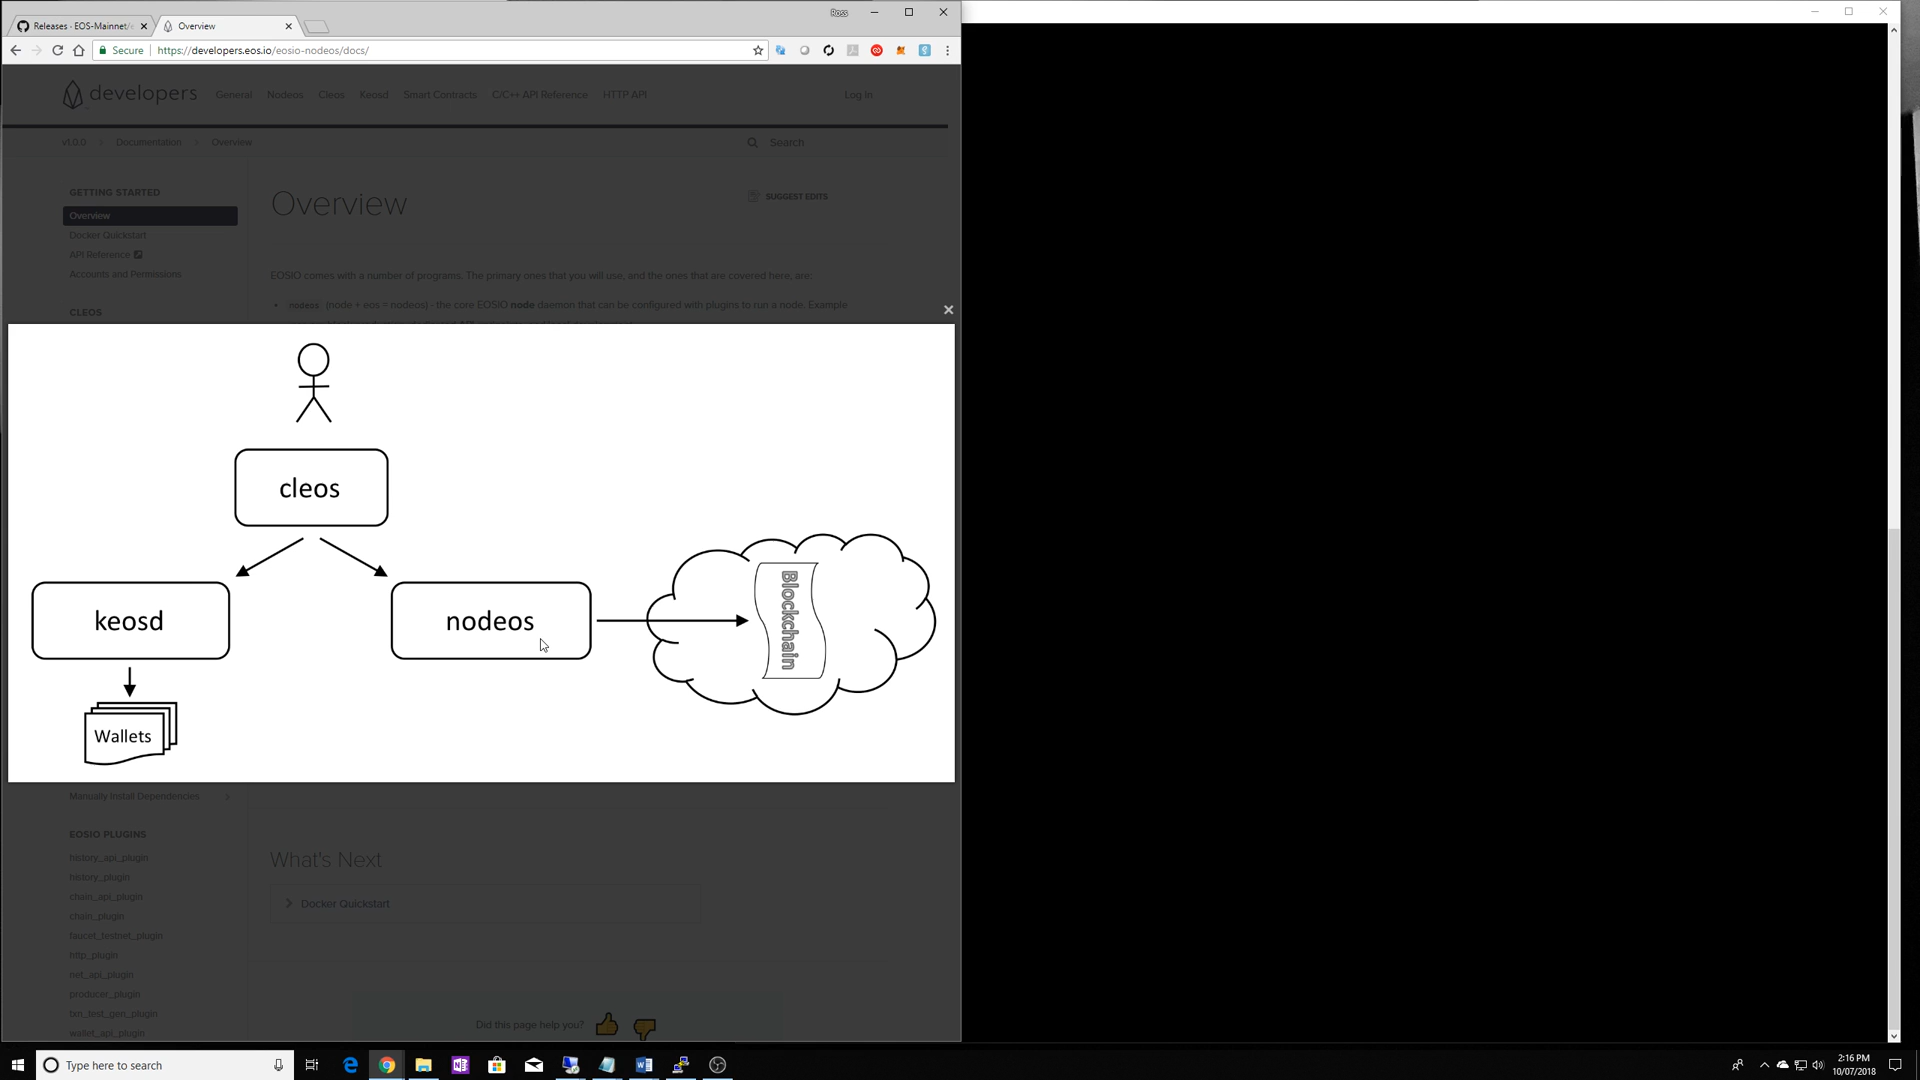 Ross
Releases · EOS-Mainnet/
Overview
Secure
https://developers.eos.io/eosio-nodeos/docs/
developers
General
Nodeos
Cleos
Keosd
Smart Contracts
C/C++ API Reference
HTTP API
Log In
v1.0.0
Documentation
Overview
Search
GETTING STARTED
Overview
Docker Quickstart
API Reference
Accounts and Permissions
CLEOS
Overview
SUGGEST EDITS
EOSIO comes with a number of programs. The primary ones that you will use, and the ones that are covered here, are:
nodeos (node + eos = nodeos) - the core EOSIO node daemon that can be configured with plugins to run a node. Example
cleos
keosd
nodeos
Blockchain
Wallets
Manually Install Dependencies
EOSIO PLUGINS
history_api_plugin
history_plugin
chain_api_plugin
chain_plugin
faucet_testnet_plugin
http_plugin
net_api_plugin
producer_plugin
txn_test_gen_plugin
wallet_api_plugin
What's Next
Docker Quickstart
Did this page help you?
Type here to search
2:16 PM
10/07/2018